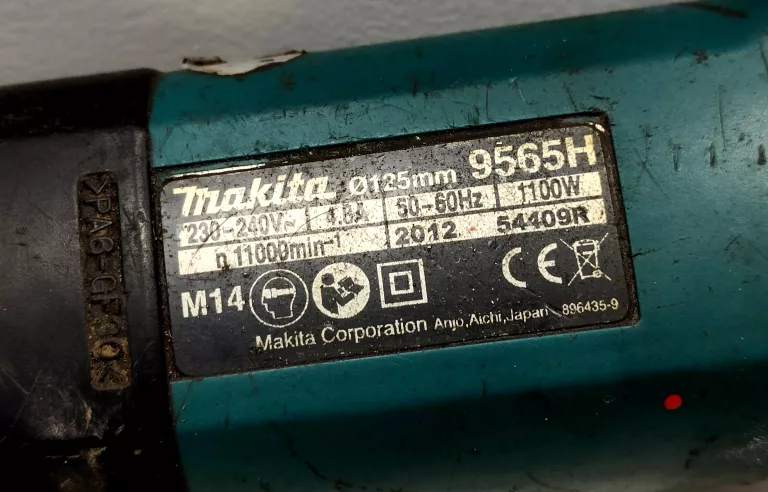 makita Ø125mm 9565H
230-240V~ 4.8A 50-60Hz 1100W
n 11000min-1 2012 54409R
M14
CE
Makita Corporation Anjo,Aichi,Japan 896435-9